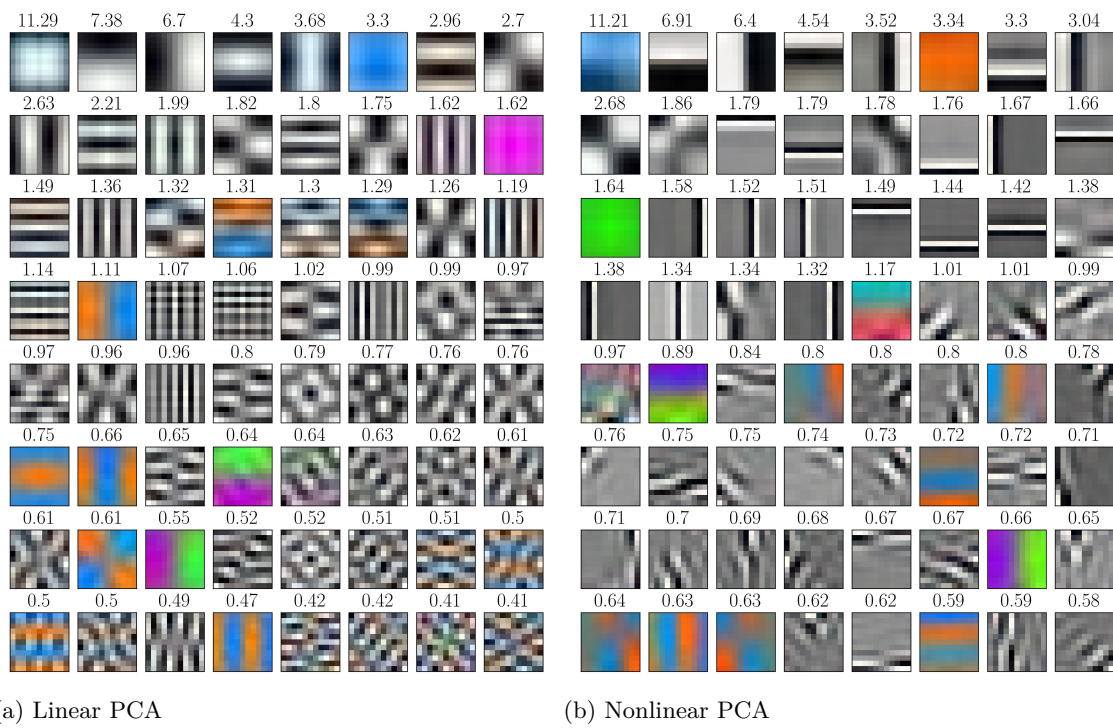 11.29 7.38 6.7 4.3 3.68 3.3 2.96 2.7
2.63 2.21 1.99 1.82 1.8 1.75 1.62 1.62
1.49 1.36 1.32 1.31 1.3 1.29 1.26 1.19
1.14 1.11 1.07 1.06 1.02 0.99 0.99 0.97
0.97 0.96 0.96 0.8 0.79 0.77 0.76 0.76
0.75 0.66 0.65 0.64 0.64 0.63 0.62 0.61
0.61 0.61 0.55 0.52 0.52 0.51 0.51 0.5
0.5 0.5 0.49 0.47 0.42 0.42 0.41 0.41
(a) Linear PCA
11.21 6.91 6.4 4.54 3.52 3.34 3.3 3.04
2.68 1.86 1.79 1.79 1.78 1.76 1.67 1.66
1.64 1.58 1.52 1.51 1.49 1.44 1.42 1.38
1.38 1.34 1.34 1.32 1.17 1.01 1.01 0.99
0.97 0.89 0.84 0.8 0.8 0.8 0.8 0.78
0.76 0.75 0.75 0.74 0.73 0.72 0.72 0.71
0.71 0.7 0.69 0.68 0.67 0.67 0.66 0.65
0.64 0.63 0.63 0.62 0.62 0.59 0.59 0.58
(b) Nonlinear PCA